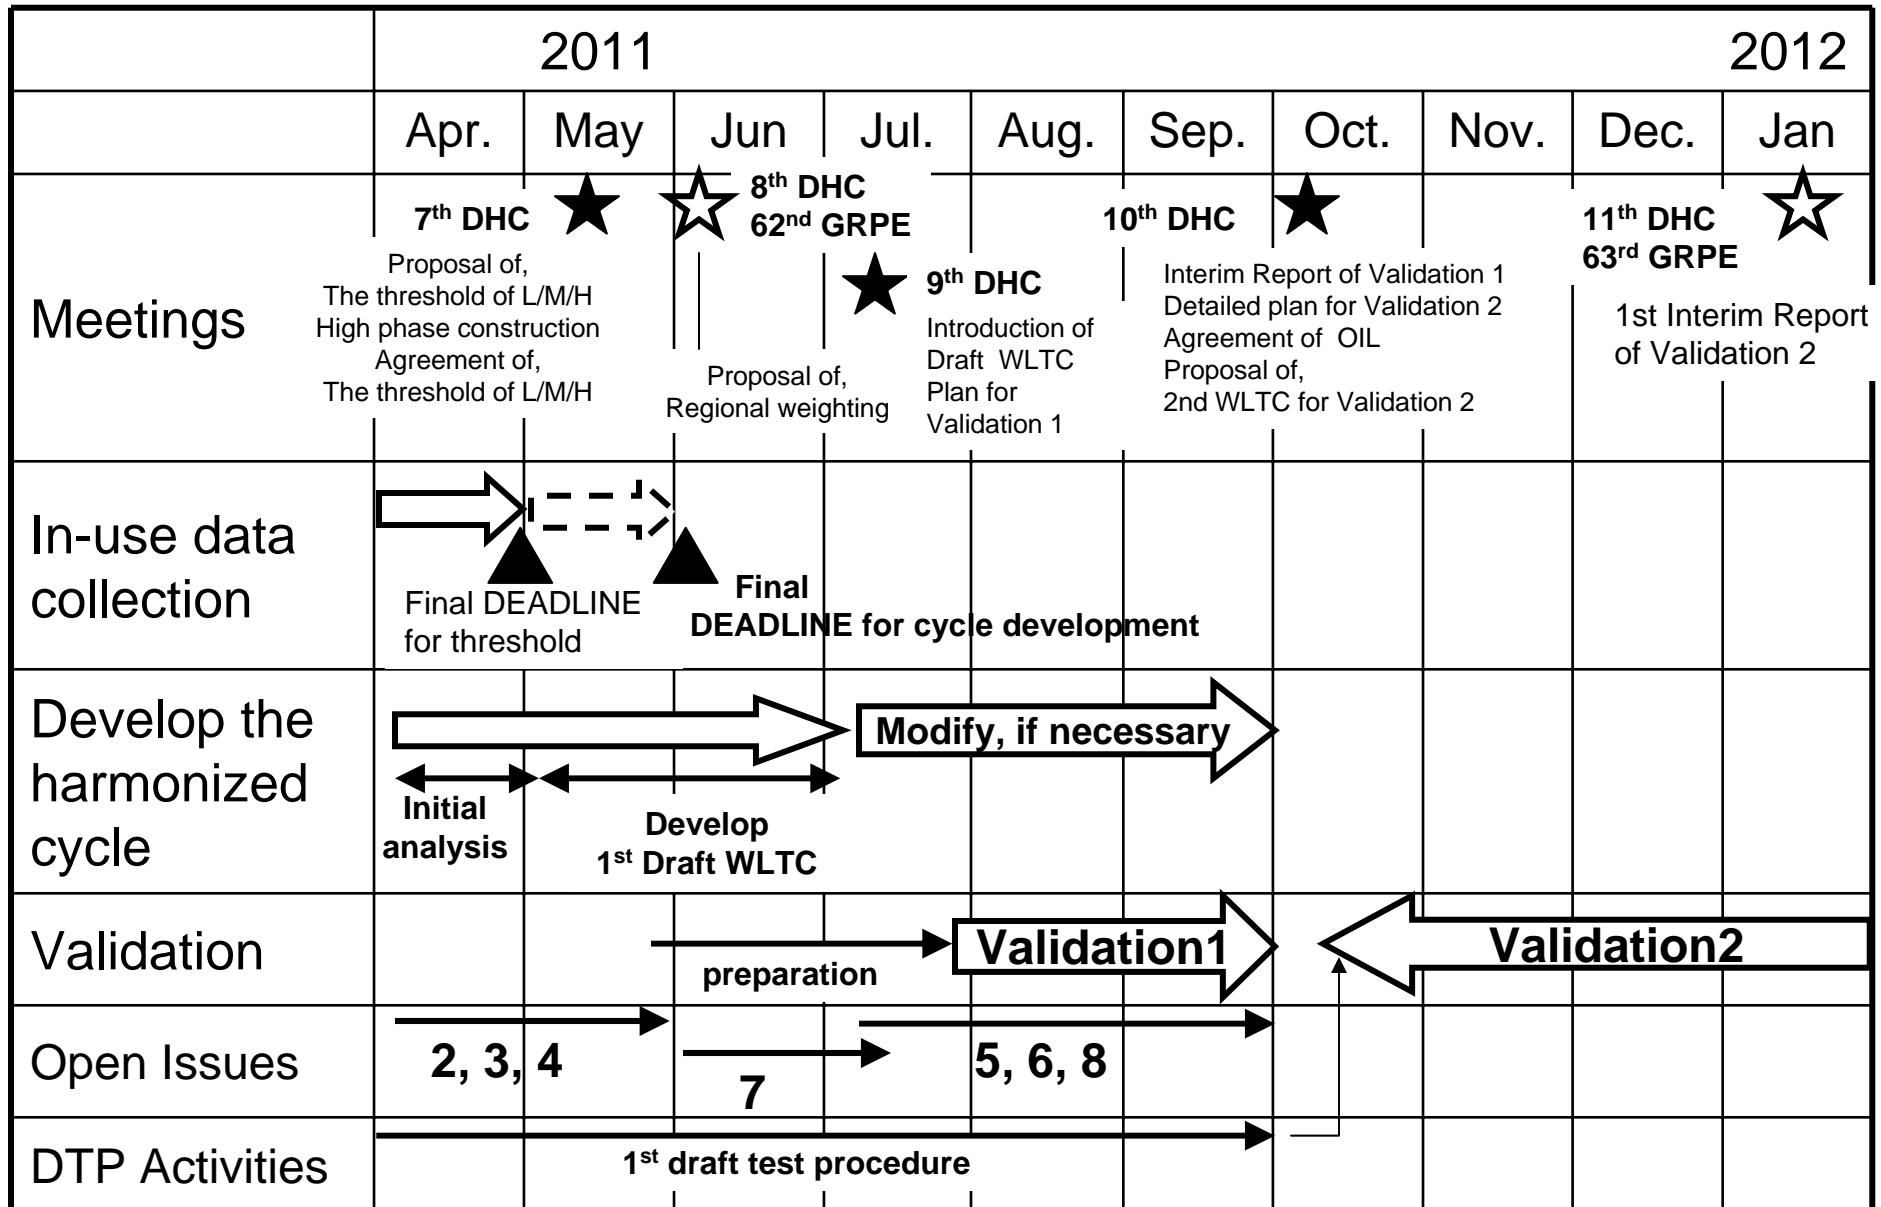 2011 2012
Apr. May Jun Jul. Aug. Sep. Oct. Nov. Dec. Jan
Meetings
7th DHC
Proposal of,
The threshold of L/M/H
High phase construction
Agreement of,
The threshold of L/M/H
8th DHC
62nd GRPE
Proposal of,
Regional weighting
9th DHC
Introduction of
Draft WLTC
Plan for
Validation 1
10th DHC
Interim Report of Validation 1
Detailed plan for Validation 2
Agreement of OIL
Proposal of,
2nd WLTC for Validation 2
11th DHC
63rd GRPE
1st Interim Report
of Validation 2
In-use data
collection
Final DEADLINE
for threshold
Final
DEADLINE for cycle development
Develop the
harmonized
cycle
Modify, if necessary
Initial
analysis
Develop
1st Draft WLTC
Validation
preparation
Validation1
Validation2
Open Issues
2, 3, 4
7
5, 6, 8
DTP Activities
1st draft test procedure